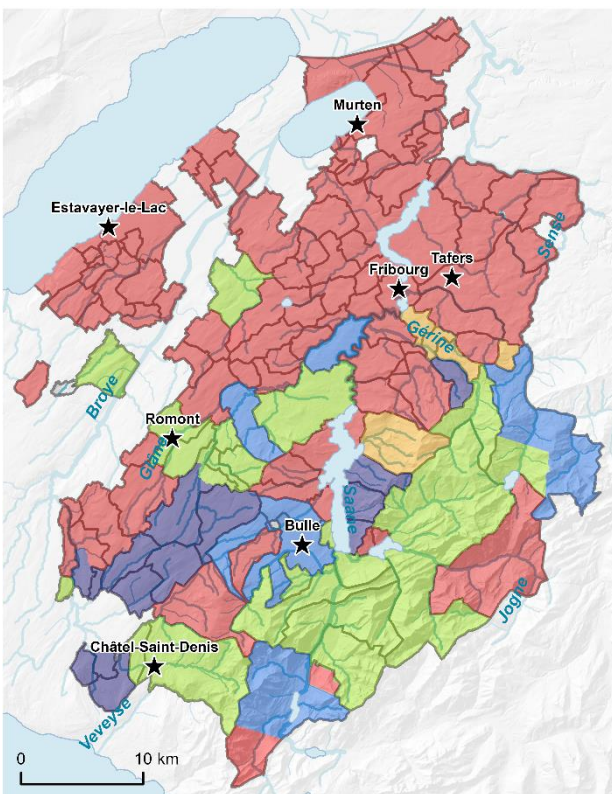 Murten
Estavayer-le-Lac
Sense
Tafers
Fribourg
Gérine
Broye
Romont
Glâne
Saane
Bulle
Jogne
Châtel-Saint-Denis
Veveyse
0 10 km